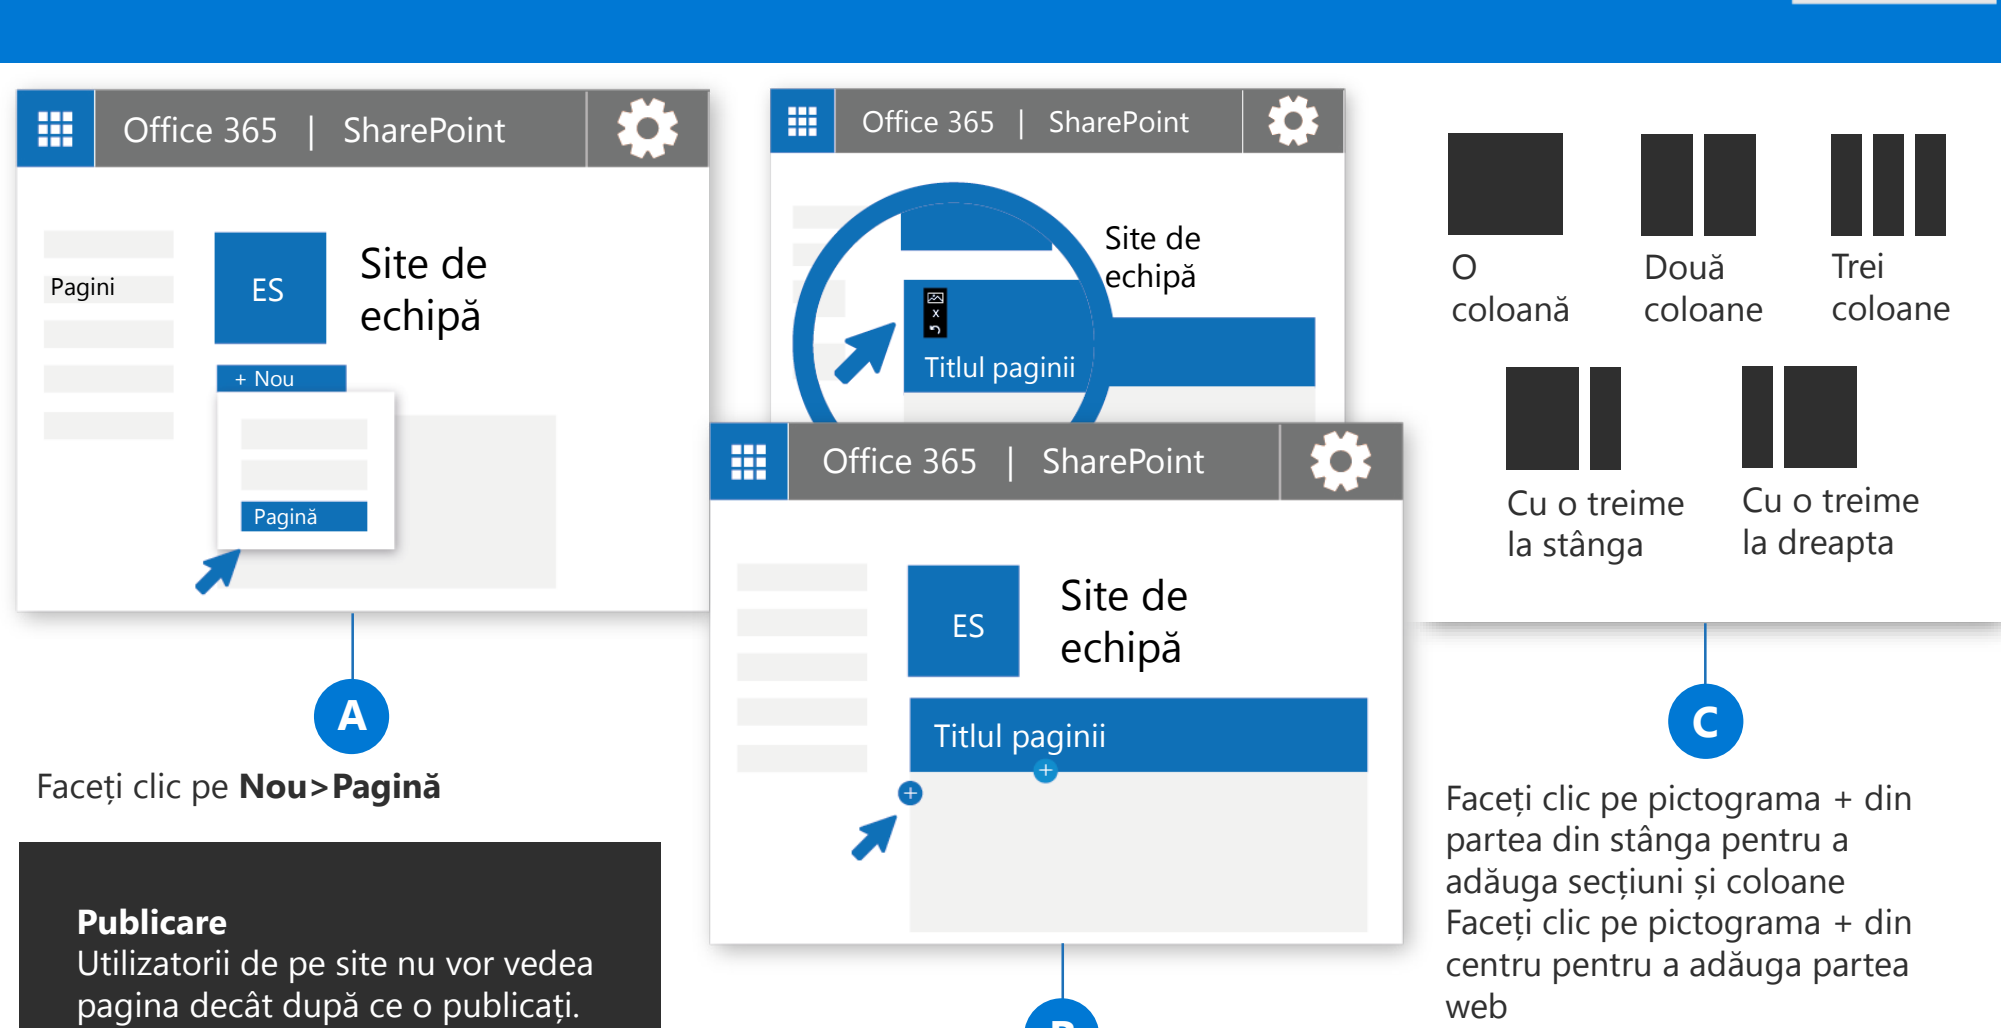 Office 365 | SharePoint
Pagini
ES
Site de
echipă
+ Nou
Pagină
A
Faceți clic pe Nou>Pagină
Publicare
Utilizatorii de pe site nu vor vedea
pagina decât după ce o publicați.
Office 365 | SharePoint
Site de
echipă
x
Titlul paginii
Office 365 | SharePoint
ES
Site de
echipă
Titlul paginii
+
+
O
coloană
Două
coloane
Trei
coloane
Cu o treime
la stânga
Cu o treime
la dreapta
C
Faceți clic pe pictograma + din
partea din stânga pentru a
adăuga secțiuni și coloane
Faceți clic pe pictograma + din
centru pentru a adăuga partea
web